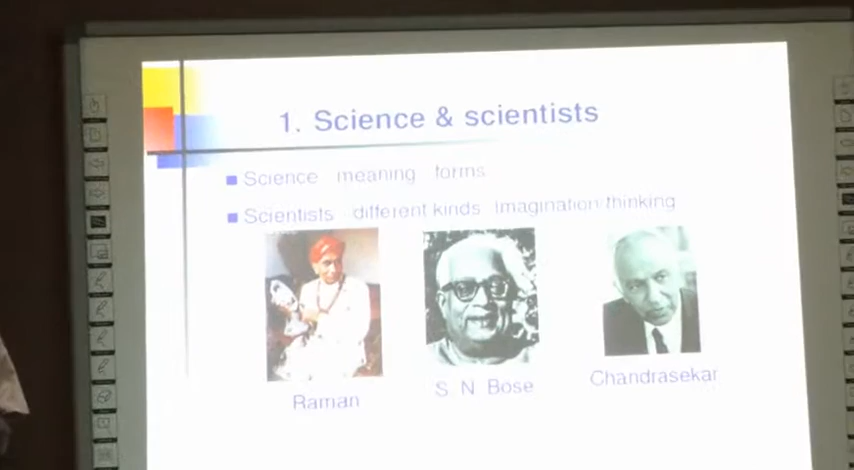 1. Science & scientists
Science meaning forms
Scientists different kinds imagination/thinking
Raman
S. N. Bose
Chandrasekar